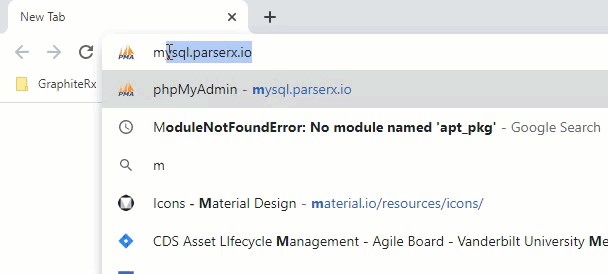 New Tab
mysql.parserx.io
GraphiteRx
phpMyAdmin - mysql.parserx.io
ModuleNotFoundError: No module named 'apt_pkg' - Google Search
m
Icons - Material Design - material.io/resources/icons/
CDS Asset LIfecycle Management - Agile Board - Vanderbilt University Me